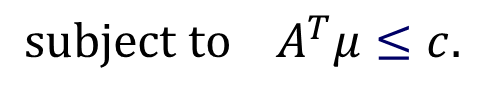 subject to A^T μ ≤ c.